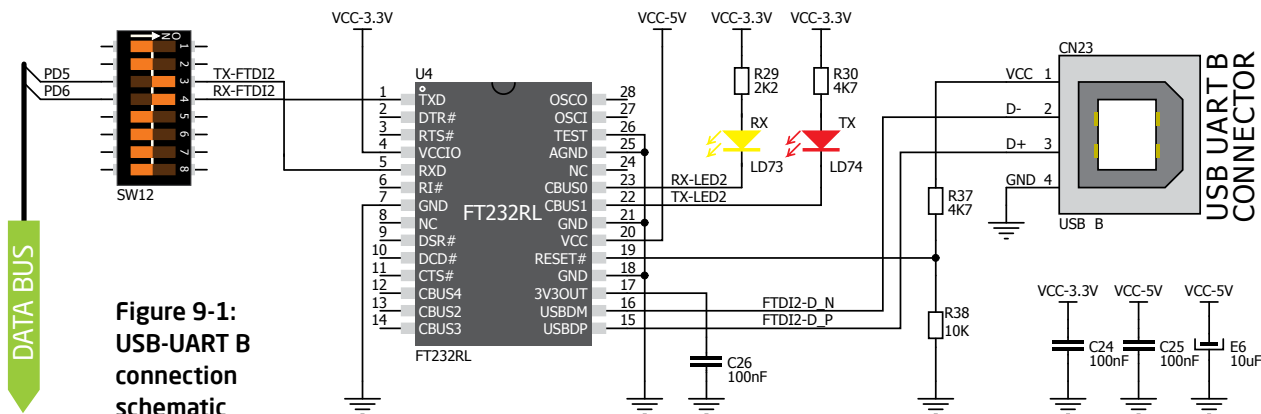 VCC-3.3V
VCC-5V
VCC-3.3V
VCC-3.3V
ON
1
2
3
4
5
6
7
8
SW12
PD5
PD6
TX-FTDI2
RX-FTDI2
DATA BUS
U4
1 TXD
2 DTR#
3 RTS#
4 VCCIO
5 RXD
6 RI#
7 GND
8 NC
9 DSR#
10 DCD#
11 CTS#
12 CBUS4
13 CBUS2
14 CBUS3
FT232RL
OSCO 28
OSCI 27
TEST 26
AGND 25
NC 24
CBUS0 23
CBUS1 22
GND 21
VCC 20
RESET# 19
GND 18
3V3OUT 17
USBDM 16
USBDP 15
FT232RL
R29
2K2
R30
4K7
RX
LD73
TX
LD74
RX-LED2
TX-LED2
FTDI2-D_N
FTDI2-D_P
C26
100nF
R37
4K7
R38
10K
CN23
VCC 1
D- 2
D+ 3
GND 4
USB B
USB UART B
CONNECTOR
VCC-3.3V
VCC-5V
VCC-5V
C24
100nF
C25
100nF
E6
10uF
Figure 9-1:
USB-UART B
connection
schematic